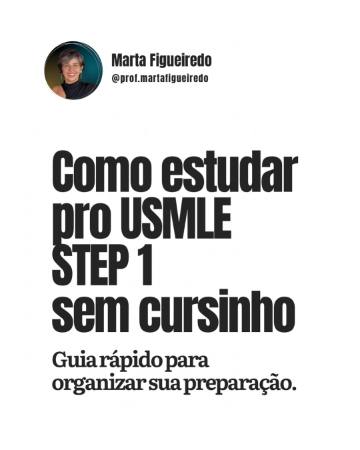 Marta Figueiredo
@prof.martafigueiredo
Como estudar
pro USMLE
STEP 1
sem cursinho
Guia rápido para
organizar sua preparação.